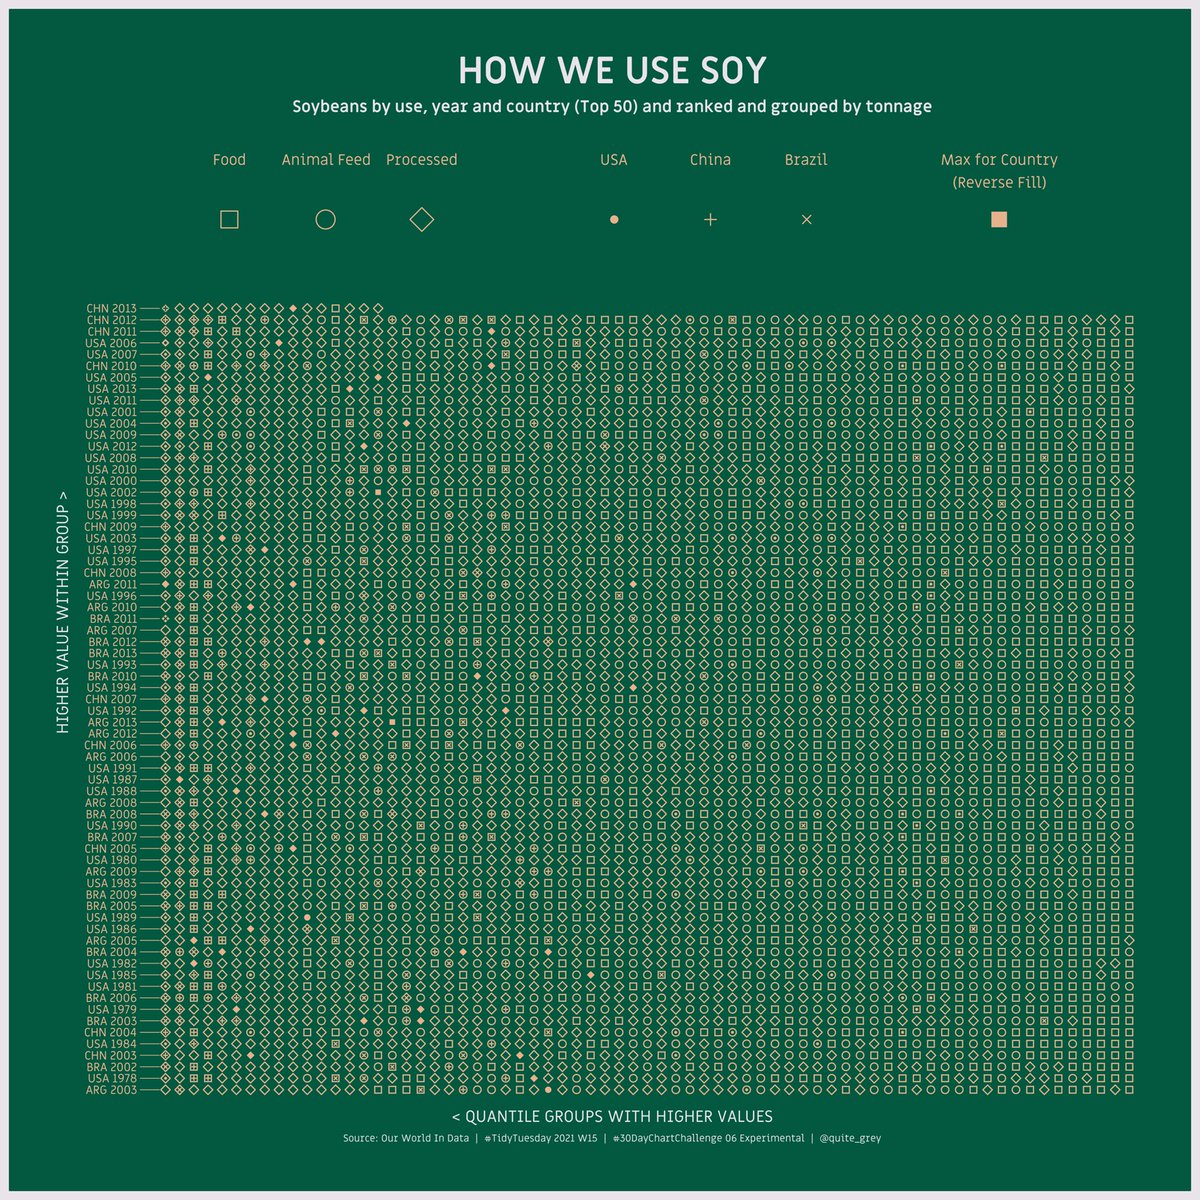 HOW WE USE SOY
Soybeans by use, year and country (Top 50) and ranked and grouped by tonnage
Food
Animal Feed
Processed
USA
China
Brazil
Max for Country
(Reverse Fill)
HIGHER VALUE WITHIN GROUP >
CHN 2013
CHN 2012
CHN 2011
USA 2006
USA 2007
CHN 2010
USA 2005
USA 2013
USA 2011
USA 2001
USA 2004
USA 2009
USA 2012
USA 2008
USA 2010
USA 2000
USA 2002
USA 1998
USA 1999
CHN 2009
USA 2003
USA 1997
USA 1995
CHN 2008
ARG 2011
USA 1996
ARG 2010
BRA 2011
ARG 2007
BRA 2012
BRA 2013
USA 1993
BRA 2010
USA 1994
CHN 2007
USA 1992
ARG 2013
ARG 2012
CHN 2006
ARG 2006
USA 1991
USA 1987
USA 1988
ARG 2008
BRA 2008
USA 1990
BRA 2007
CHN 2005
USA 1980
ARG 2009
USA 1983
BRA 2009
BRA 2005
USA 1989
USA 1986
ARG 2005
BRA 2004
USA 1982
USA 1985
USA 1981
BRA 2006
USA 1979
BRA 2003
CHN 2004
USA 1984
CHN 2003
BRA 2002
USA 1978
ARG 2003
< QUANTILE GROUPS WITH HIGHER VALUES
Source: Our World In Data | #TidyTuesday 2021 W15 | #30DayChartChallenge 06 Experimental | @quite_grey